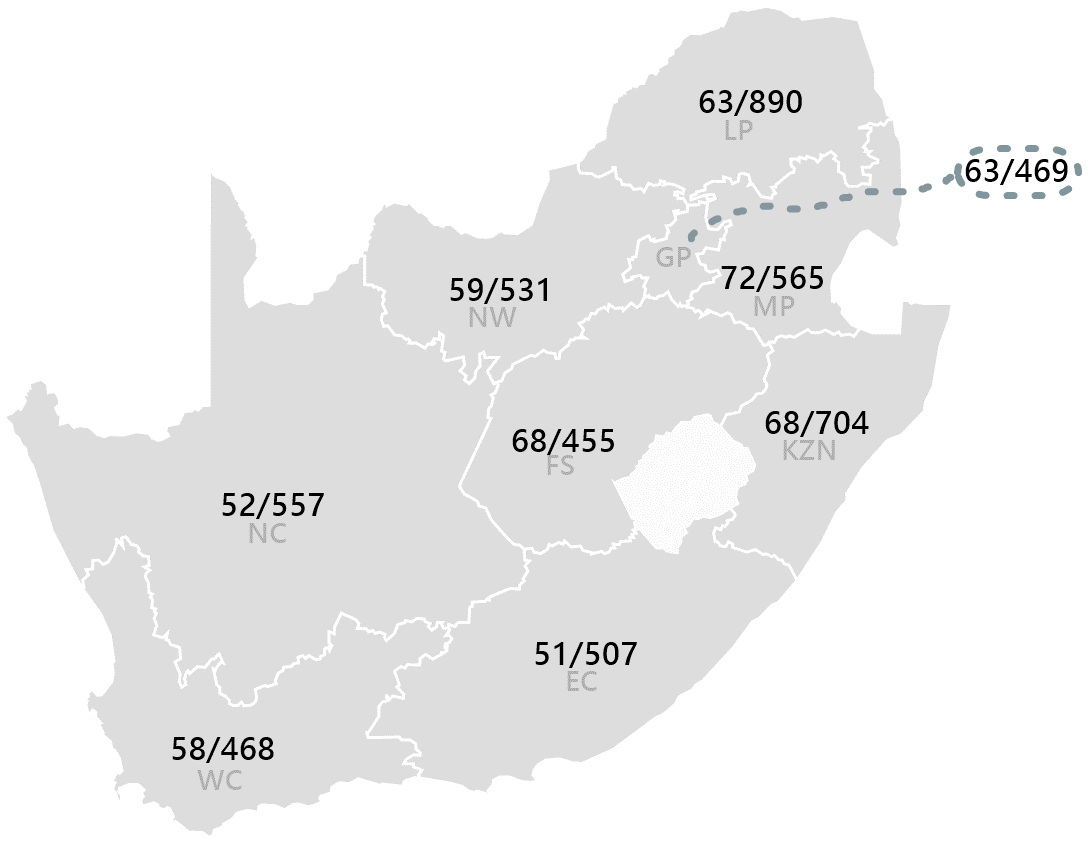 63/890
LP
63/469
GP
72/565
MP
59/531
NW
68/704
KZN
68/455
FS
52/557
NC
51/507
EC
58/468
WC